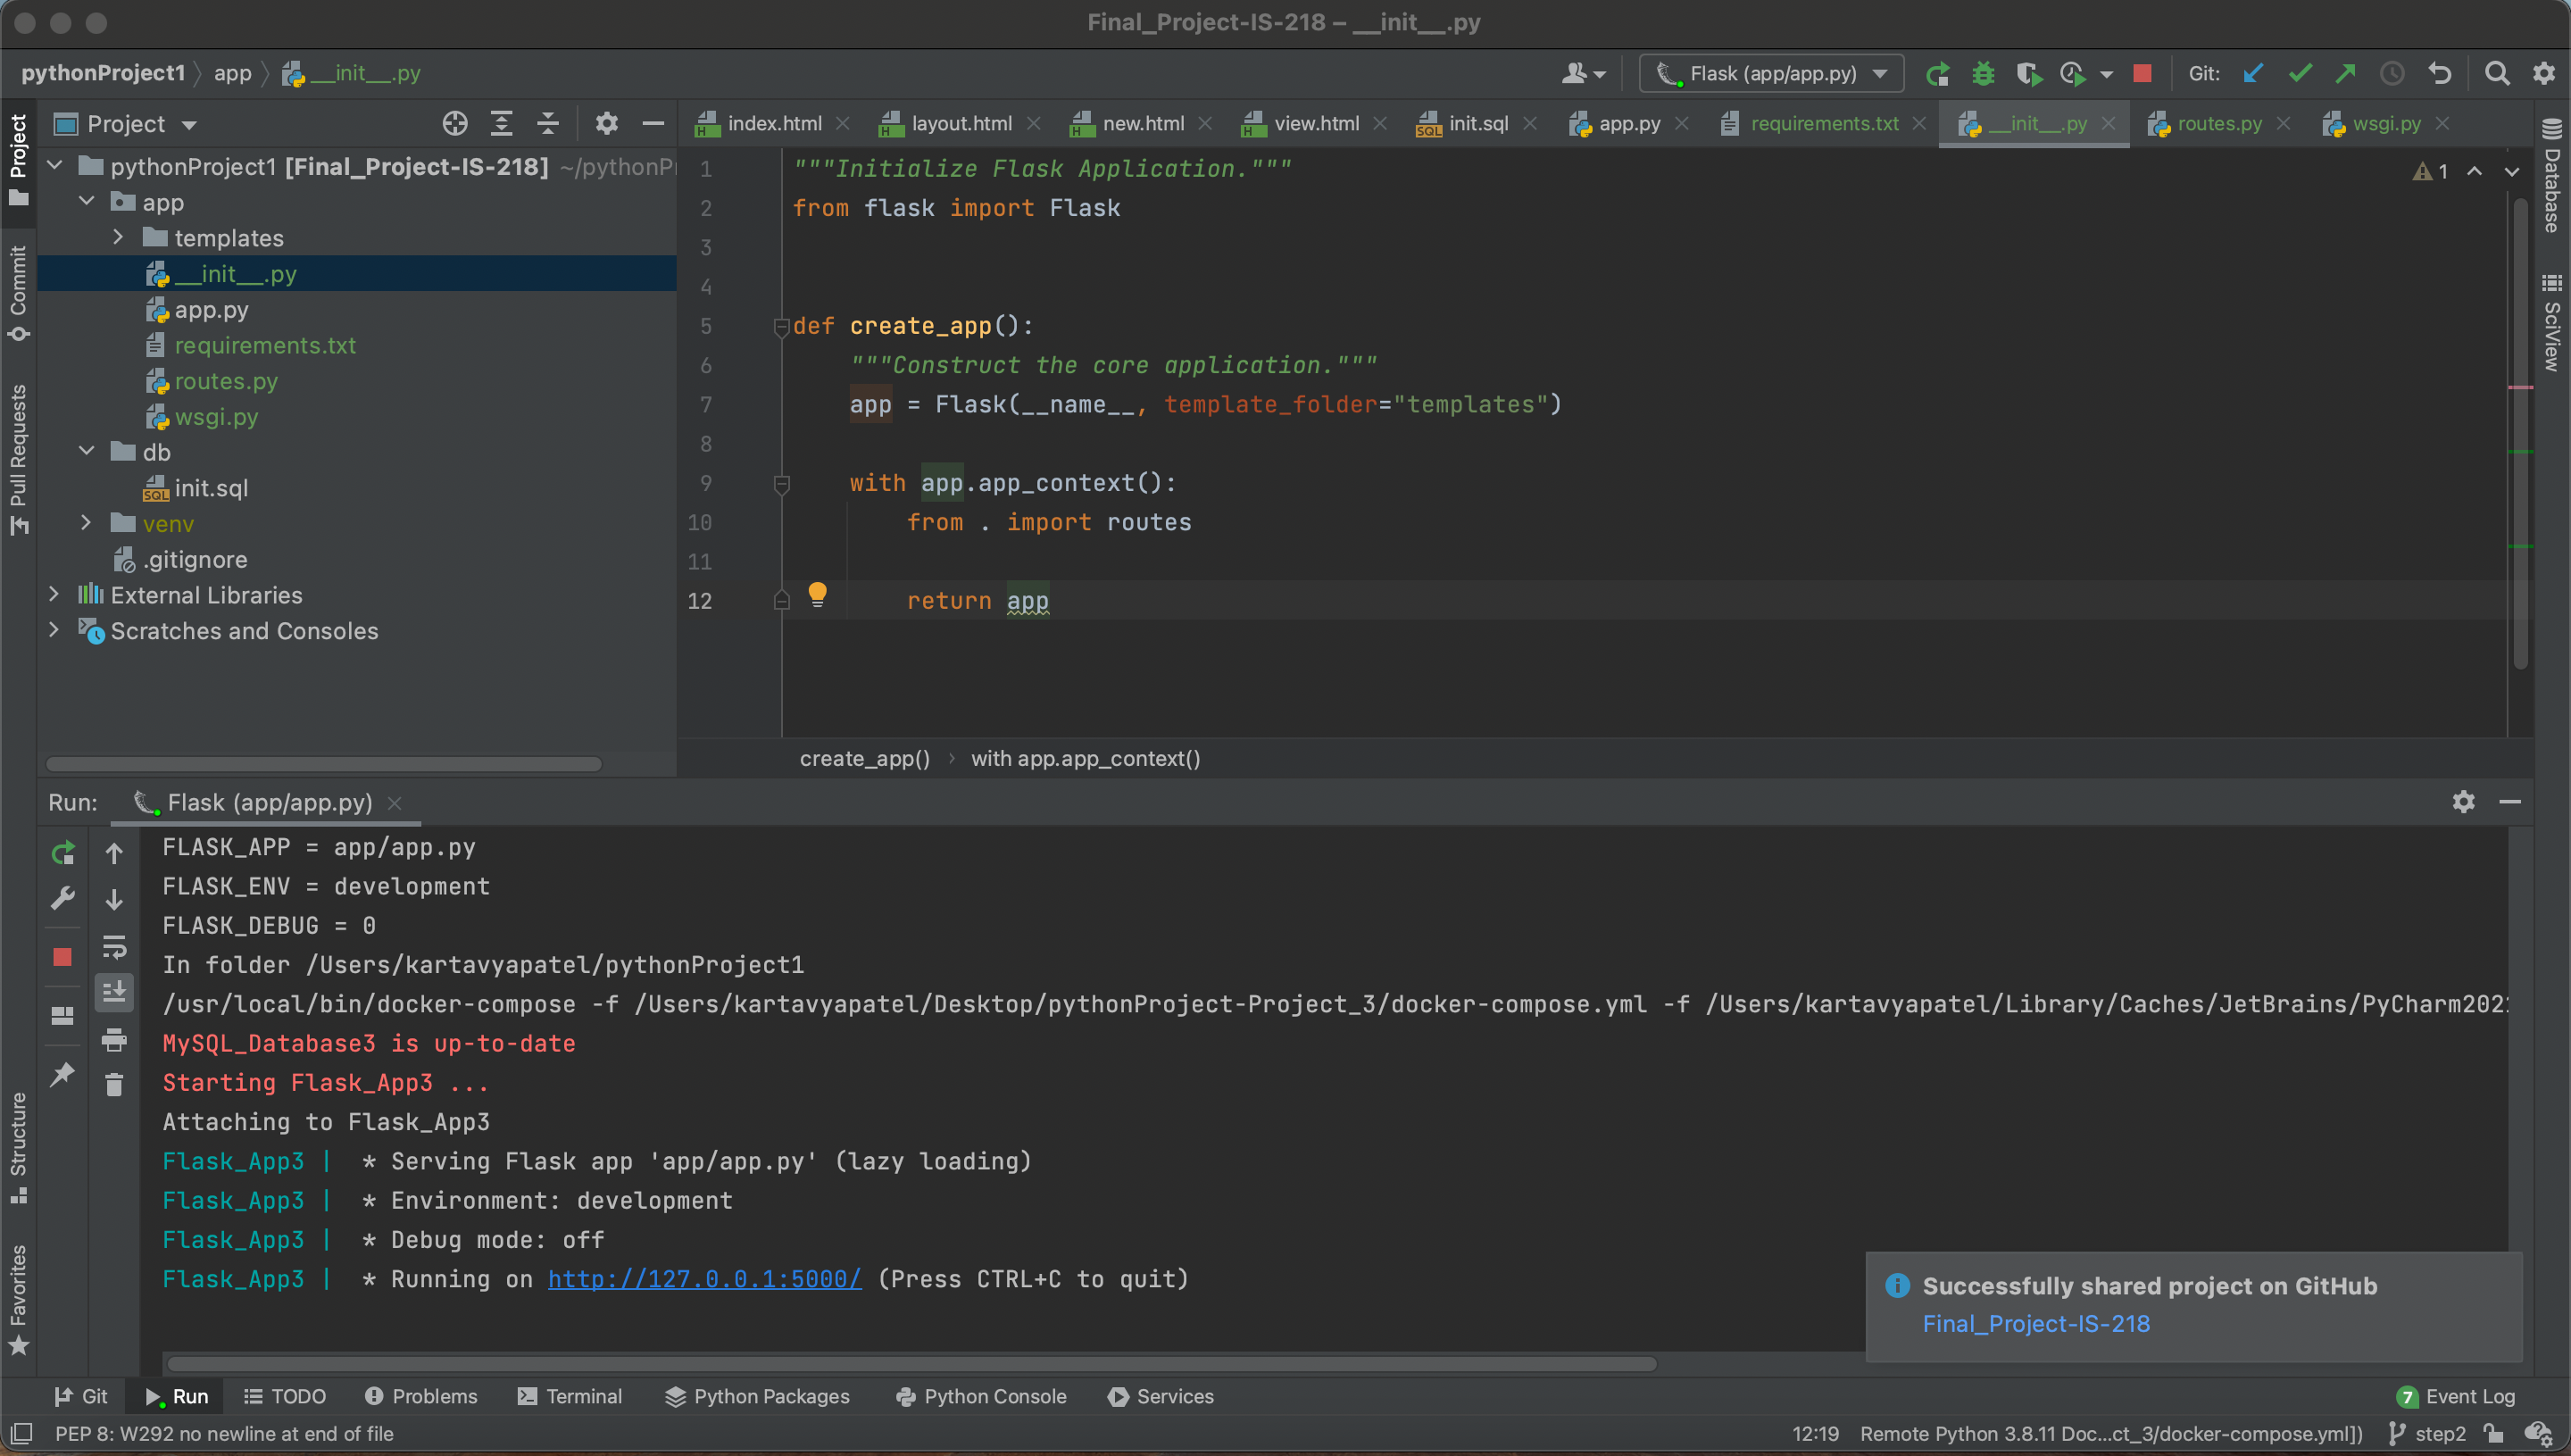 Final_Project-IS-218 – __init__.py
pythonProject1 app __init__.py
Flask (app/app.py) Git:
Project
index.html layout.html new.html view.html init.sql app.py requirements.txt __init__.py routes.py wsgi.py
Project
Commit
Pull Requests
Structure
Favorites
pythonProject1 [Final_Project-IS-218] ~/pythonP
app
templates
__init__.py
app.py
requirements.txt
routes.py
wsgi.py
db
init.sql
venv
.gitignore
External Libraries
Scratches and Consoles
1 """Initialize Flask Application."""
2 from flask import Flask
3
4
5 def create_app():
6 """Construct the core application."""
7 app = Flask(__name__, template_folder="templates")
8
9 with app.app_context():
10 from . import routes
11
12 return app
1
Database
SciView
create_app() › with app.app_context()
Run: Flask (app/app.py)
FLASK_APP = app/app.py
FLASK_ENV = development
FLASK_DEBUG = 0
In folder /Users/kartavyapatel/pythonProject1
/usr/local/bin/docker-compose -f /Users/kartavyapatel/Desktop/pythonProject-Project_3/docker-compose.yml -f /Users/kartavyapatel/Library/Caches/JetBrains/PyCharm202
MySQL_Database3 is up-to-date
Starting Flask_App3 ...
Attaching to Flask_App3
Flask_App3 | * Serving Flask app 'app/app.py' (lazy loading)
Flask_App3 | * Environment: development
Flask_App3 | * Debug mode: off
Flask_App3 | * Running on http://127.0.0.1:5000/ (Press CTRL+C to quit)
Successfully shared project on GitHub
Final_Project-IS-218
Git Run TODO Problems Terminal Python Packages Python Console Services 7 Event Log
PEP 8: W292 no newline at end of file 12:19 Remote Python 3.8.11 Doc...ct_3/docker-compose.yml]) step2